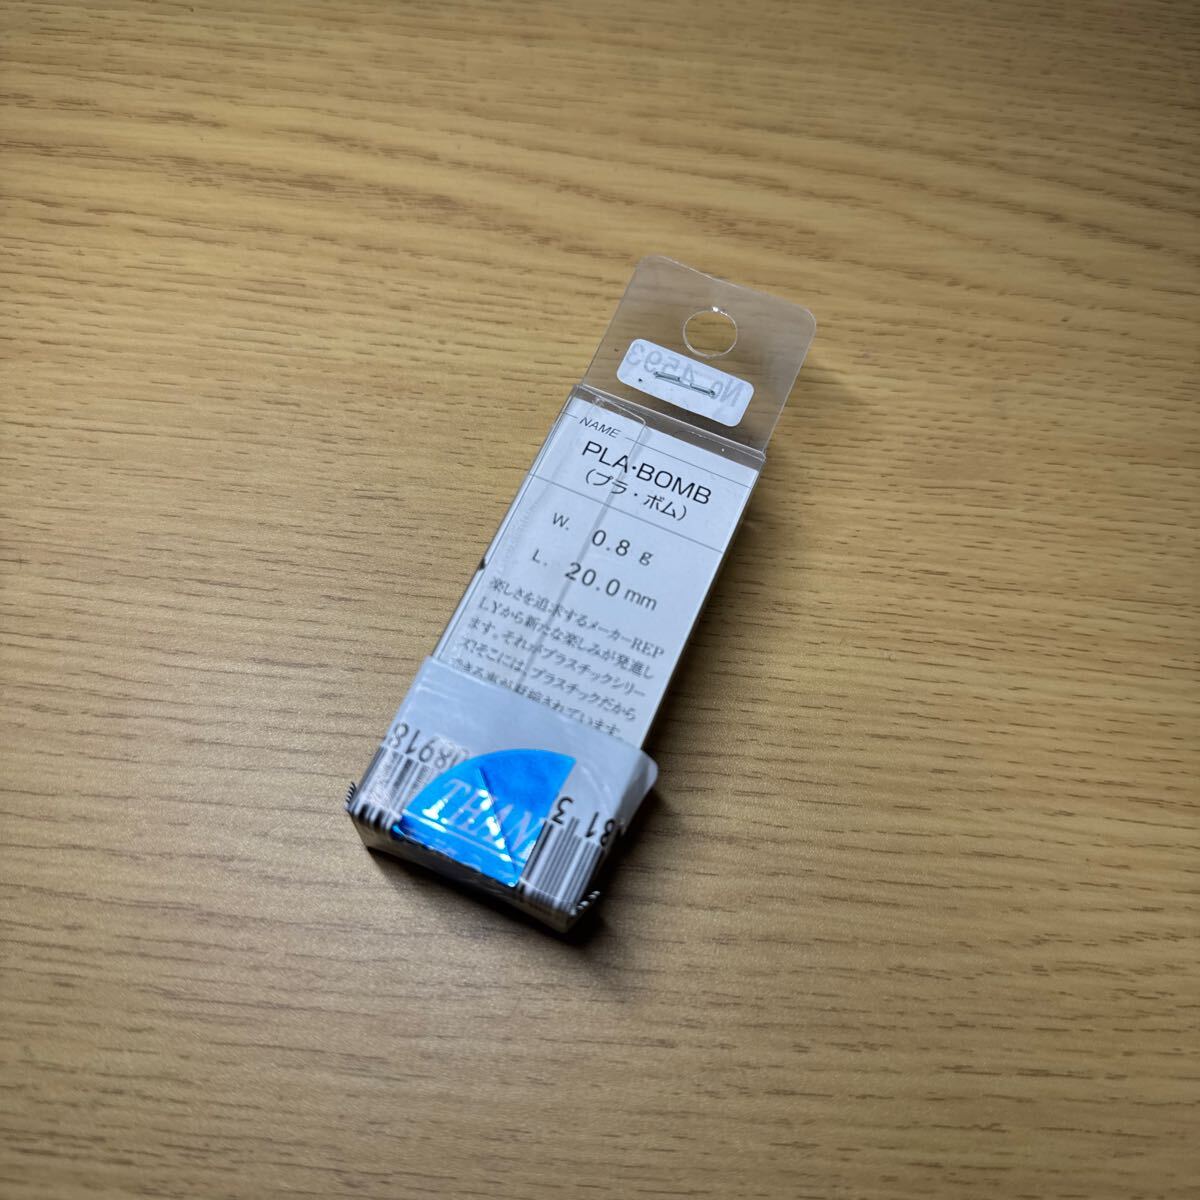 No 4593
NAME
PLA・BOMB
(プラ・ボム)
W. 0.8 g
L. 20.0 mm
楽しさを追求するメーカーREP
LYから新たな楽しみが発進し
ます。それがプラスチックシリー
ズ!そこには、プラスチックだから
THAN
3